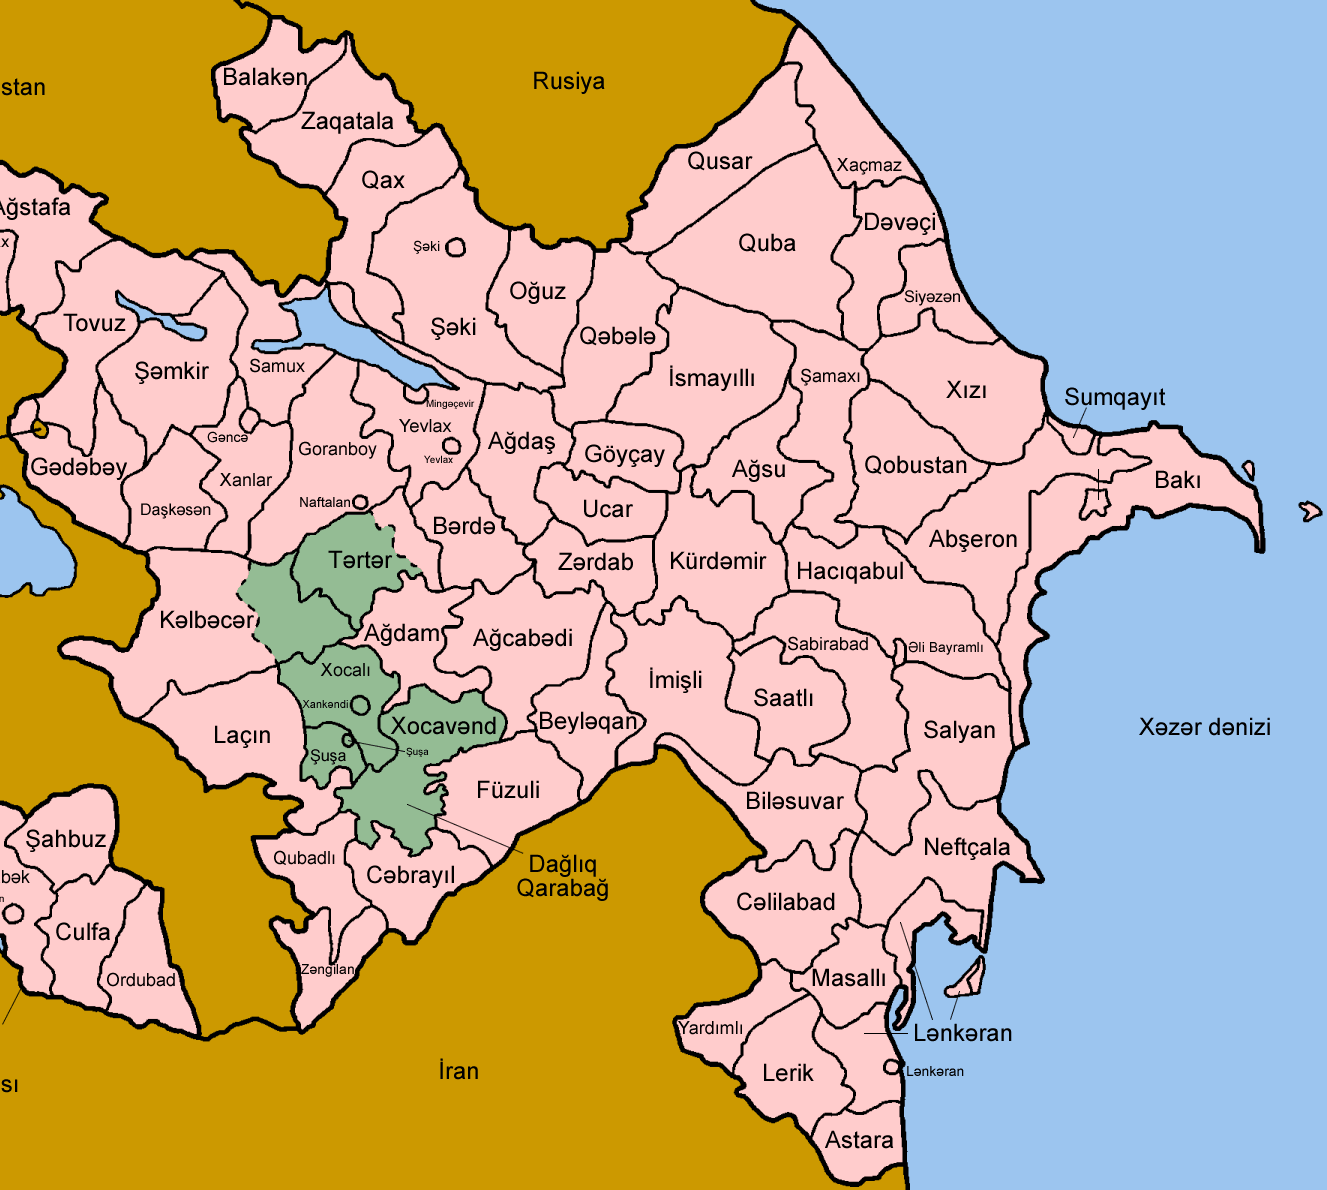 Balakən
Rusiya
stan
Zaqatala
Qusar
Xaçmaz
Qax
Ağstafa
Dəvəçi
x
Quba
Şəki
Oğuz
Siyəzən
Tovuz
Şəki
Qəbələ
Samux
Şəmkir
İsmayıllı
Şamaxı
Xızı
Sumqayıt
Mingəçevir
Yevlax
Gəncə
Ağdaş
Goranboy
Göyçay
Yevlax
Gədəbəy
Ağsu
Qobustan
Xanlar
Bakı
Naftalan
Daşkəsən
Ucar
Bərdə
Abşeron
Tərtər
Zərdab
Kürdəmir
Hacıqabul
Kəlbəcər
Ağdam
Ağcabədi
Sabirabad
Əli Bayramlı
Xocalı
İmişli
Saatlı
Xankəndi
Xocavənd
Beyləqan
Salyan
Xəzər dənizi
Laçın
Şuşa
Şuşa
Füzuli
Biləsuvar
Şahbuz
Neftçala
Qubadlı
Dağlıq
Qarabağ
Cəbrayıl
bək
n
Cəlilabad
Culfa
Zəngilan
Masallı
Ordubad
Yardımlı
Lənkəran
İran
Lerik
Lənkəran
sı
Astara